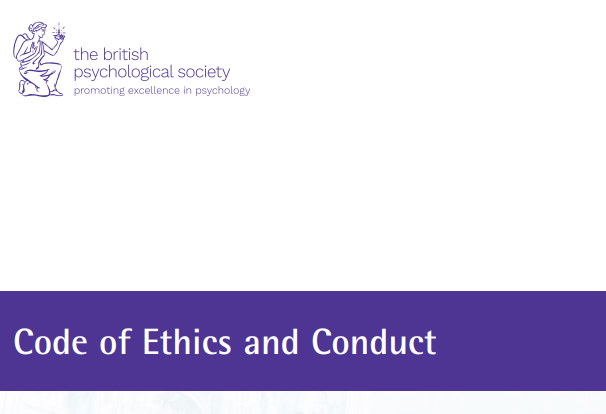 the british
psychological society
promoting excellence in psychology
Code of Ethics and Conduct